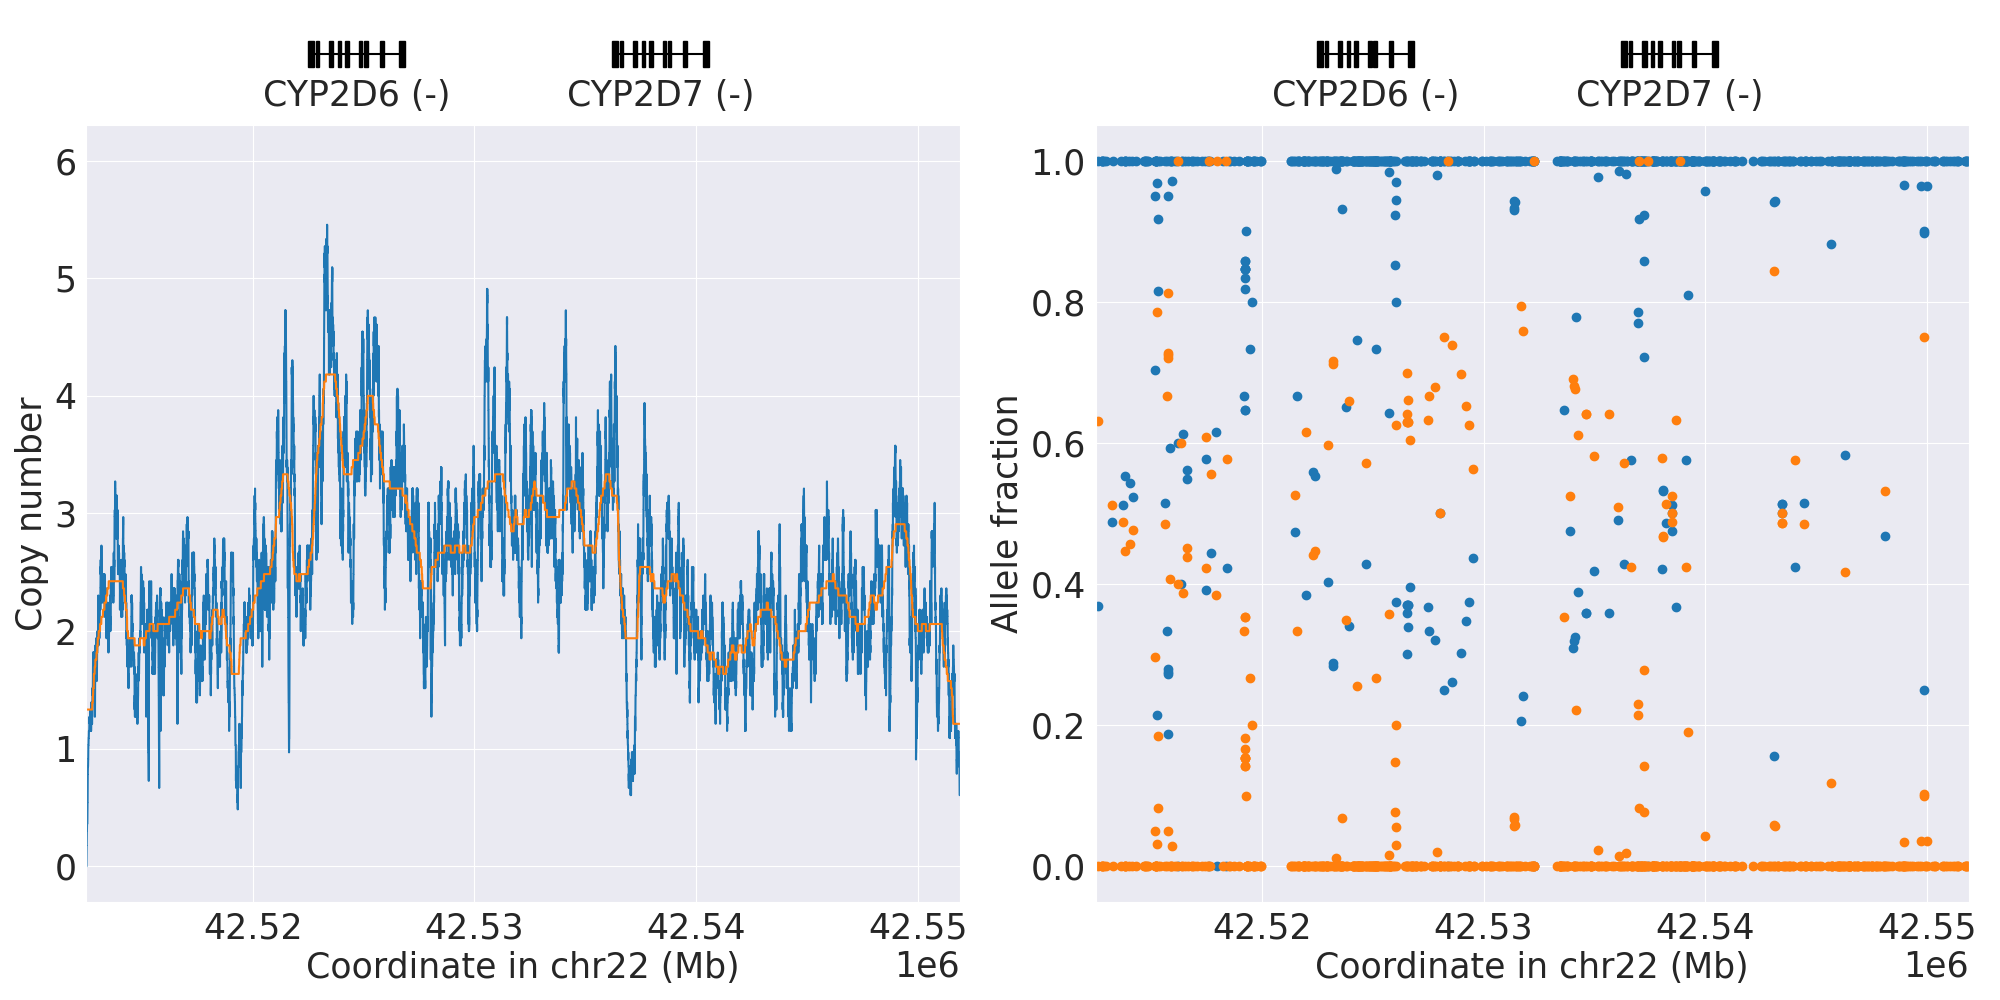 CYP2D6 (-) CYP2D7 (-)
6
5
4
3
2
1
0
Copy number
42.52 42.53 42.54 42.55
Coordinate in chr22 (Mb) 1e6
CYP2D6 (-) CYP2D7 (-)
1.0
0.8
0.6
0.4
0.2
0.0
Allele fraction
42.52 42.53 42.54 42.55
Coordinate in chr22 (Mb) 1e6